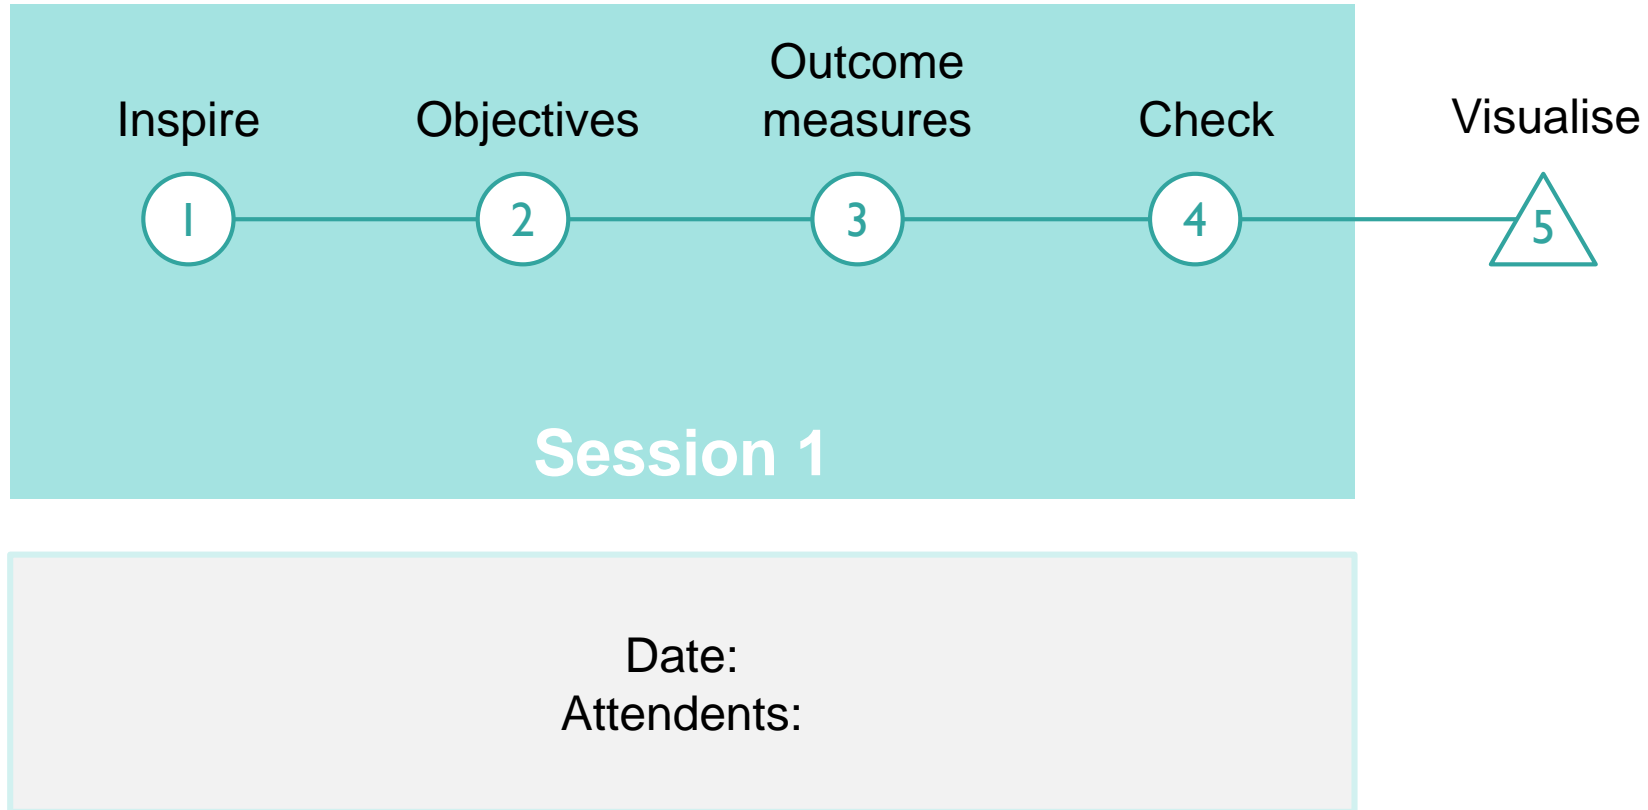 Inspire
Objectives
Outcome
measures
Check
Visualise
1
2
3
4
5
Session 1
Date:
Attendents: